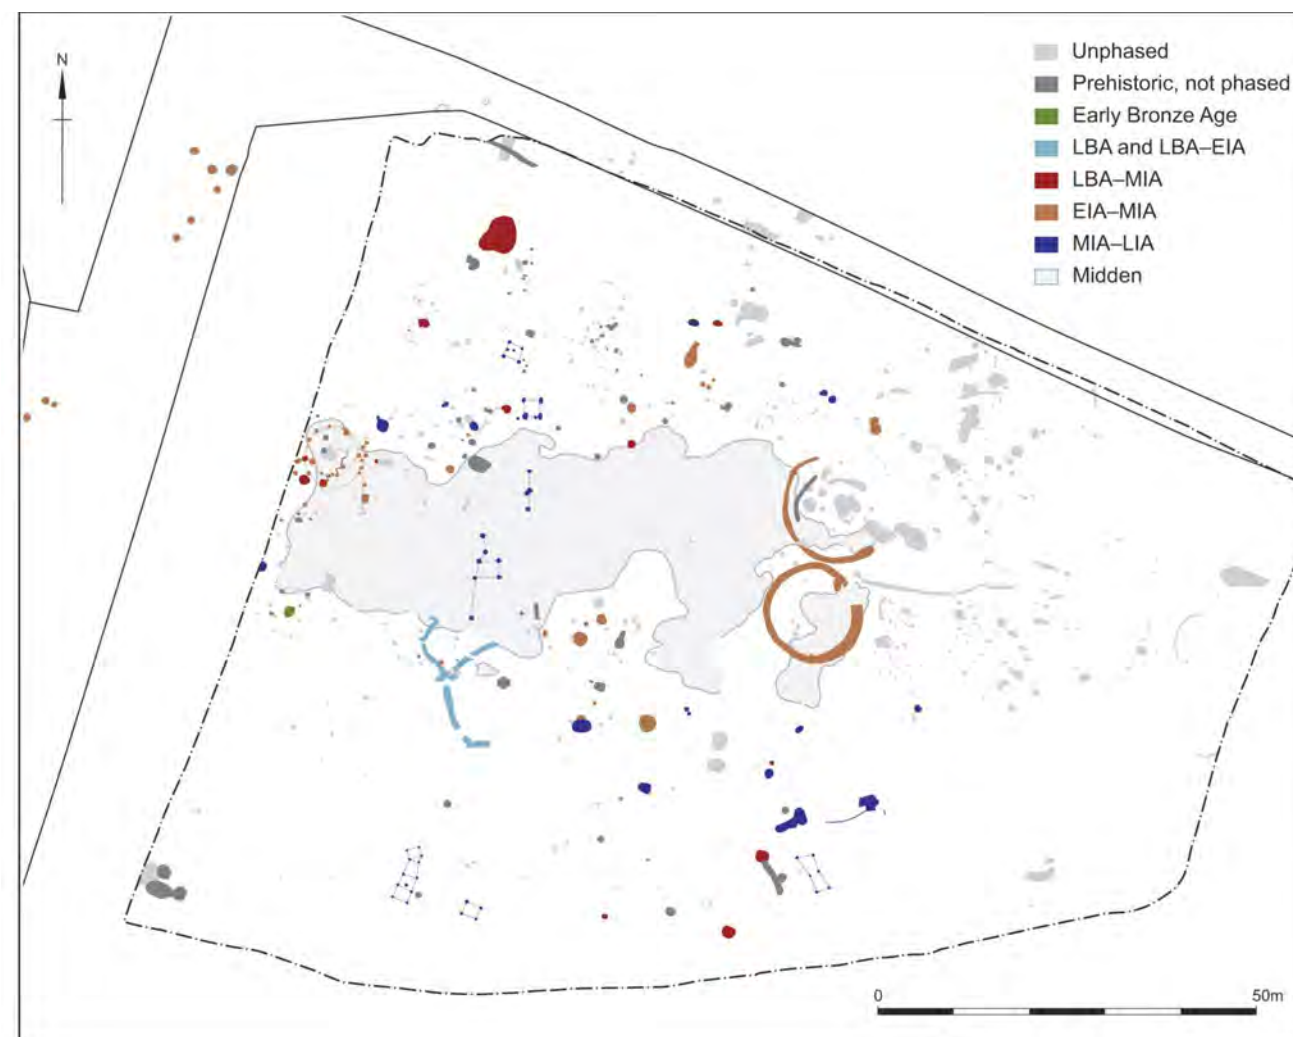 N
Unphased
Prehistoric, not phased
Early Bronze Age
LBA and LBA–EIA
LBA–MIA
EIA–MIA
MIA–LIA
Midden
0
50m